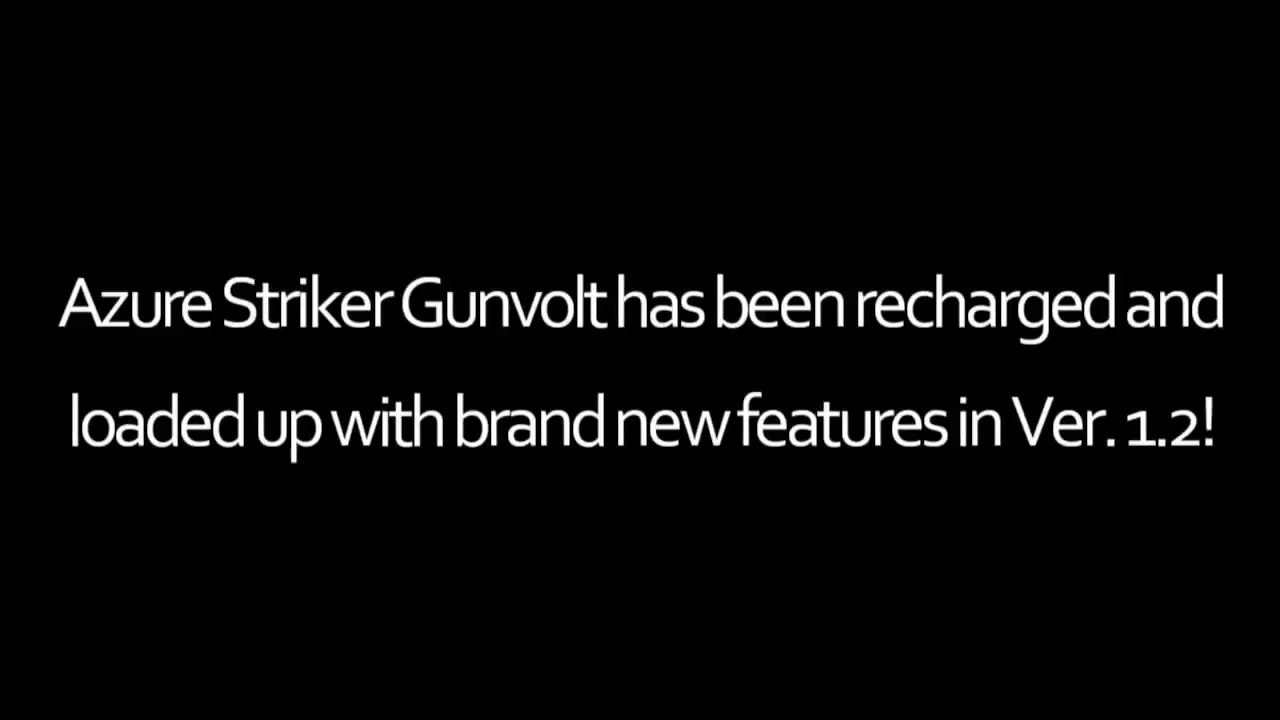 Azure Striker Gunvolt has been recharged and
loaded up with brand new features in Ver. 1.2!